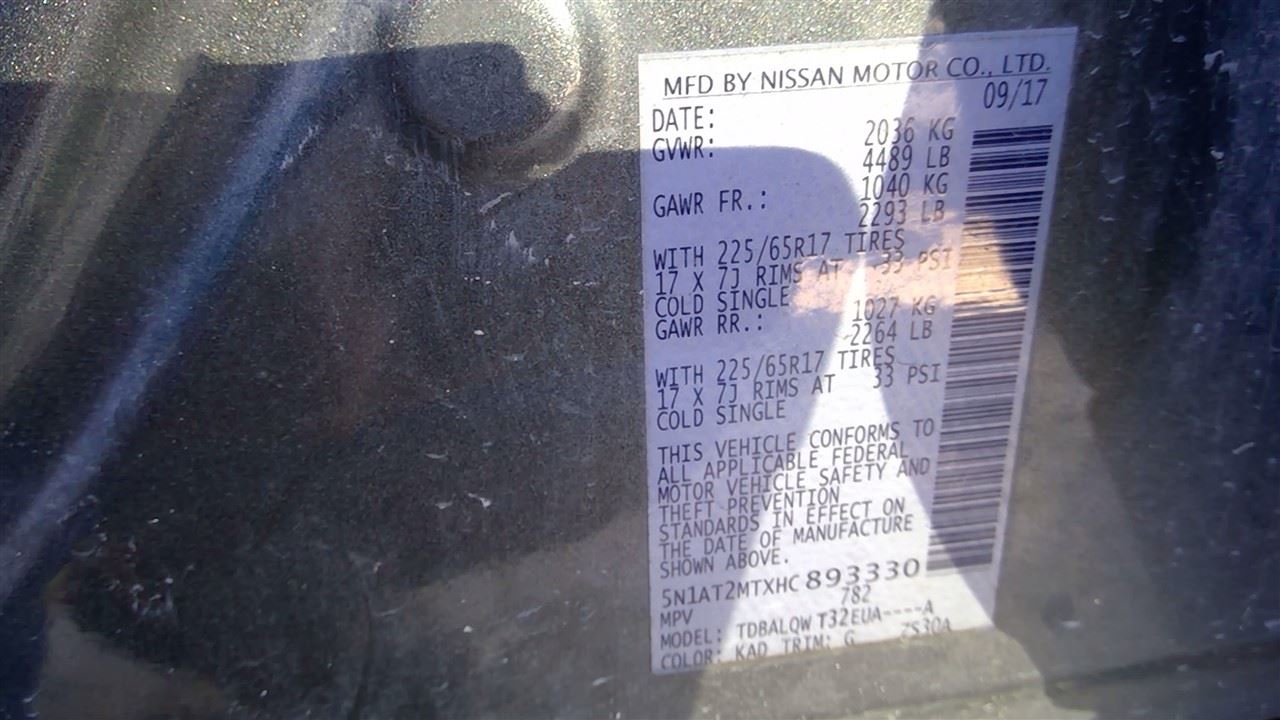 MFD BY NISSAN MOTOR CO., LTD.
DATE: 09/17
GVWR: 2036 KG
4489 LB
GAWR FR.: 1040 KG
2293 LB
WITH 225/65R17 TIRES
17 X 7J RIMS AT 33 PSI
COLD SINGLE
GAWR RR.: 1027 KG
2264 LB
WITH 225/65R17 TIRES
17 X 7J RIMS AT 33 PSI
COLD SINGLE
THIS VEHICLE CONFORMS TO
ALL APPLICABLE FEDERAL
MOTOR VEHICLE SAFETY AND
THEFT PREVENTION
STANDARDS IN EFFECT ON
THE DATE OF MANUFACTURE
SHOWN ABOVE.
5N1AT2MTXHC893330
MPV 782
MODEL: TDBALQW T32EUA----A
COLOR: KAD TRIM: G ZS30A